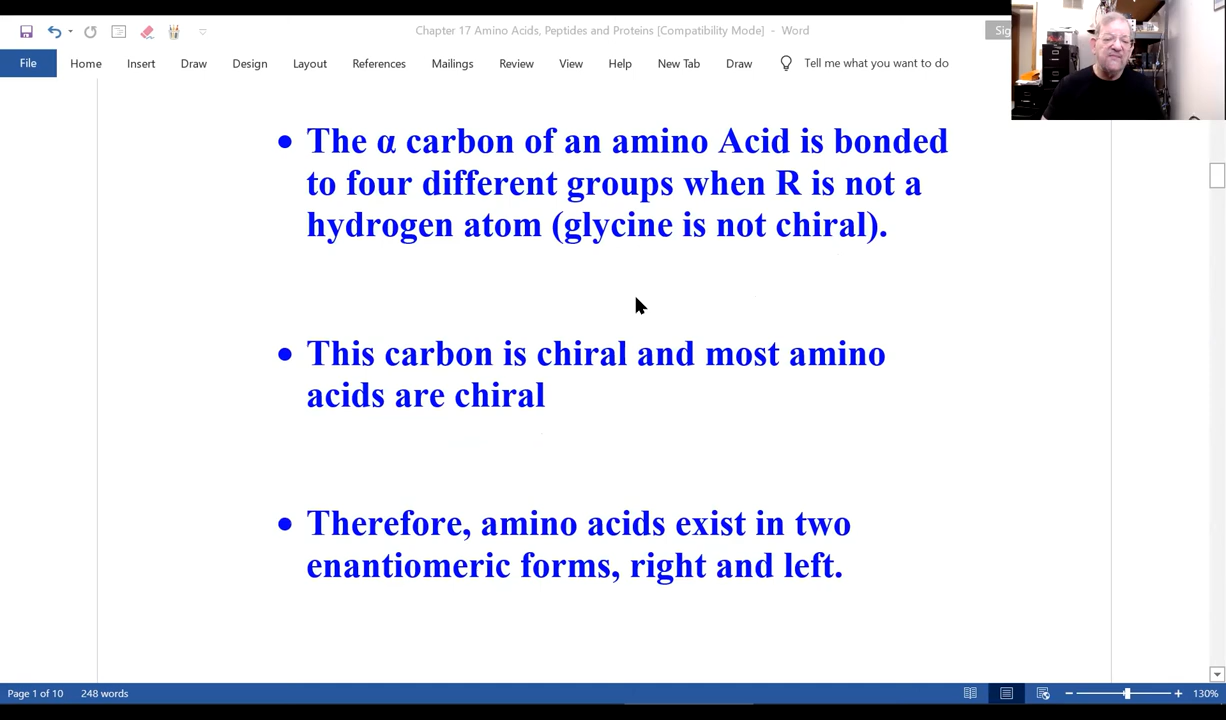 Chapter 17 Amino Acids, Peptides and Proteins [Compatibility Mode] - Word
File Home Insert Draw Design Layout References Mailings Review View Help New Tab Draw Tell me what you want to do
• The α carbon of an amino Acid is bonded
to four different groups when R is not a
hydrogen atom (glycine is not chiral).
• This carbon is chiral and most amino
acids are chiral
• Therefore, amino acids exist in two
enantiomeric forms, right and left.
Page 1 of 10 248 words 130%